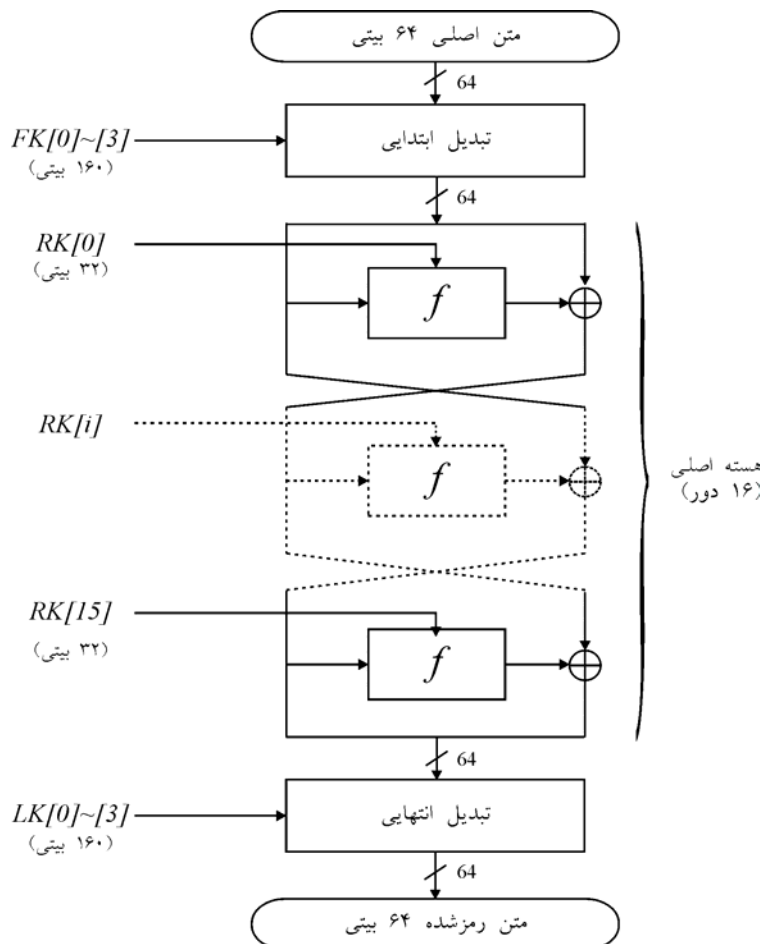 متن اصلی ۶۴ بیتی
64
تبدیل ابتدایی
FK[0]~[3]
(۱۶۰ بیتی)
64
RK[0]
(۳۲ بیتی)
f
RK[i]
f
هسته اصلی
(۱۶ دور)
RK[15]
(۳۲ بیتی)
f
64
تبدیل انتهایی
LK[0]~[3]
(۱۶۰ بیتی)
64
متن رمزشده ۶۴ بیتی